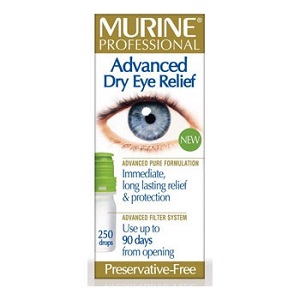 MURINE®
PROFESSIONAL
Advanced
Dry Eye Relief
NEW
ADVANCED PURE FORMULATION
Immediate,
long lasting relief
& protection
ADVANCED FILTER SYSTEM
250
drops
Use up to
90 days
from opening
Preservative-Free